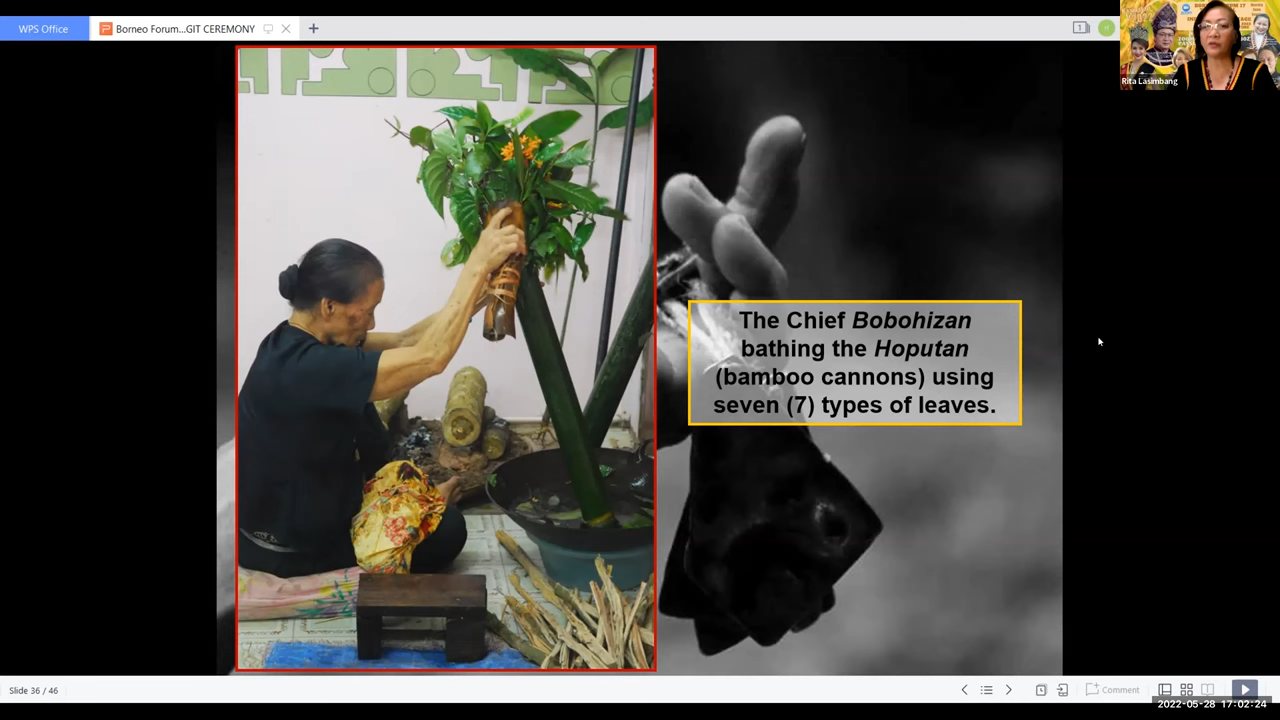 WPS Office
Borneo Forum...GIT CEREMONY
1
Rita Lasimbang
The Chief Bobohizan
bathing the Hoputan
(bamboo cannons) using
seven (7) types of leaves.
Slide 36 / 46
Comment
2022-05-28 17:02:24